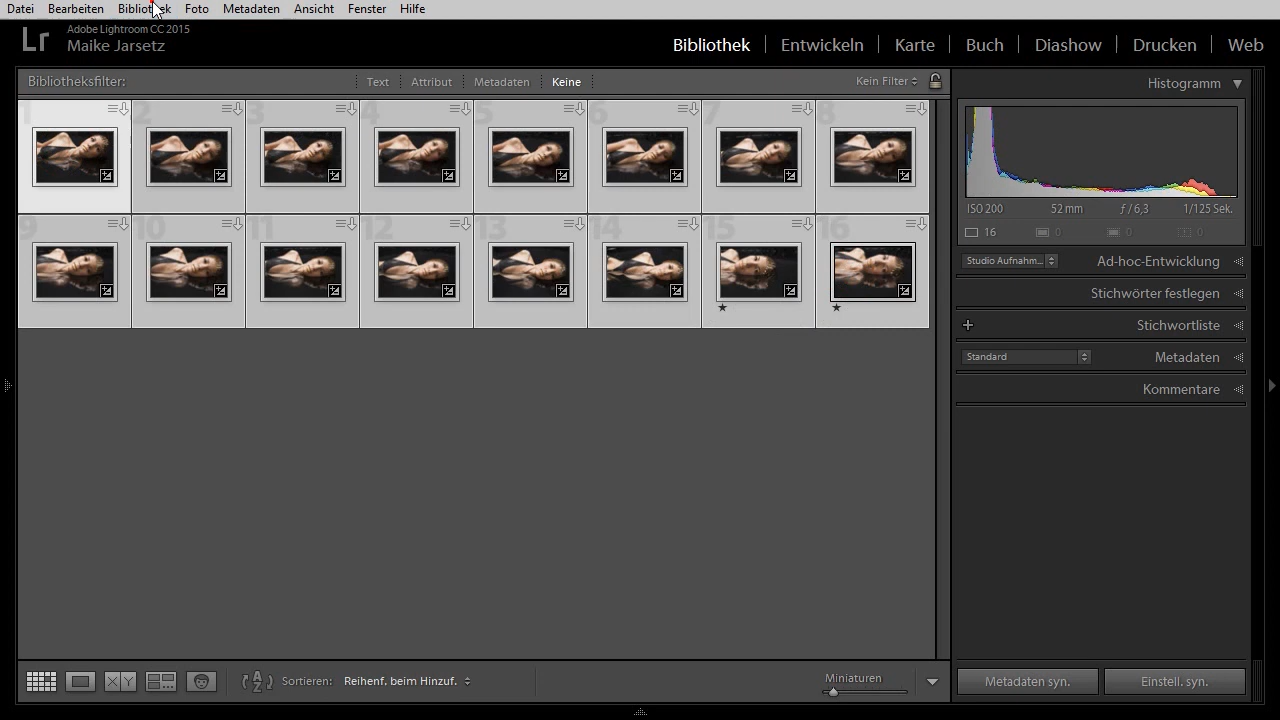 Datei Bearbeiten Bibliothek Foto Metadaten Ansicht Fenster Hilfe
Lr Adobe Lightroom CC 2015
Maike Jarsetz
Bibliothek Entwickeln Karte Buch Diashow Drucken Web
Bibliotheksfilter: Text Attribut Metadaten Keine Kein Filter
Histogramm
1 2 3 4 5 6 7 8
ISO 200 52 mm ƒ / 6,3 1/125 Sek.
16 0 0 0
9 10 11 12 13 14 15 16
Studio Aufnahm... Ad-hoc-Entwicklung
Stichwörter festlegen
Stichwortliste
Standard Metadaten
Kommentare
X Y A Z Sortieren: Reihenf. beim Hinzuf. Miniaturen
Metadaten syn. Einstell. syn.